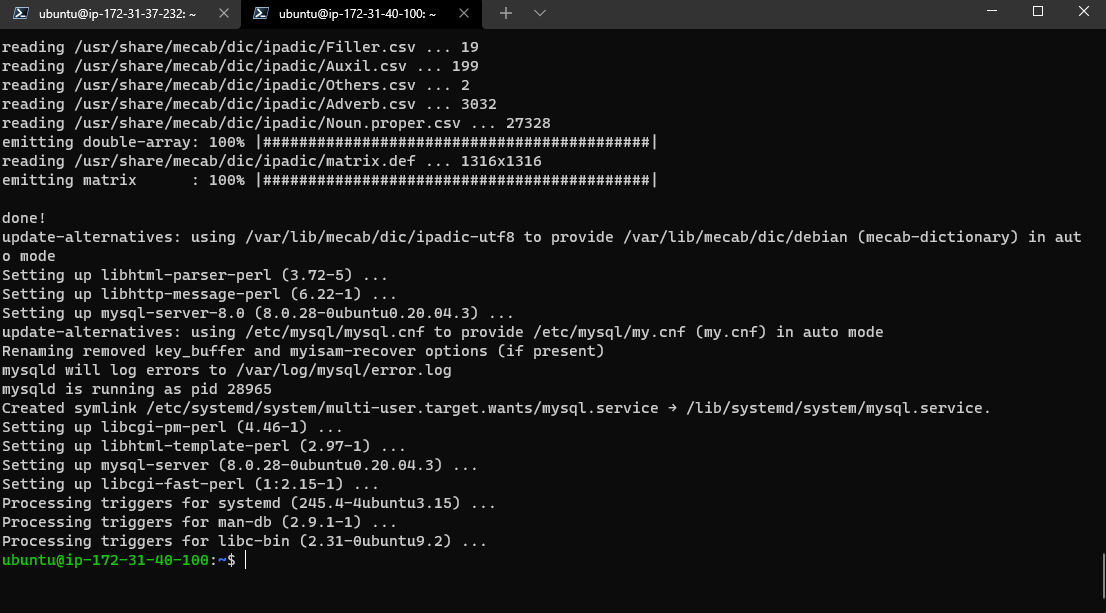 ubuntu@ip-172-31-37-232: ~
ubuntu@ip-172-31-40-100: ~
reading /usr/share/mecab/dic/ipadic/Filler.csv ... 19
reading /usr/share/mecab/dic/ipadic/Auxil.csv ... 199
reading /usr/share/mecab/dic/ipadic/Others.csv ... 2
reading /usr/share/mecab/dic/ipadic/Adverb.csv ... 3032
reading /usr/share/mecab/dic/ipadic/Noun.proper.csv ... 27328
emitting double-array: 100% |###########################################|
reading /usr/share/mecab/dic/ipadic/matrix.def ... 1316x1316
emitting matrix      : 100% |###########################################|
done!
update-alternatives: using /var/lib/mecab/dic/ipadic-utf8 to provide /var/lib/mecab/dic/debian (mecab-dictionary) in aut
o mode
Setting up libhtml-parser-perl (3.72-5) ...
Setting up libhttp-message-perl (6.22-1) ...
Setting up mysql-server-8.0 (8.0.28-0ubuntu0.20.04.3) ...
update-alternatives: using /etc/mysql/mysql.cnf to provide /etc/mysql/my.cnf (my.cnf) in auto mode
Renaming removed key_buffer and myisam-recover options (if present)
mysqld will log errors to /var/log/mysql/error.log
mysqld is running as pid 28965
Created symlink /etc/systemd/system/multi-user.target.wants/mysql.service → /lib/systemd/system/mysql.service.
Setting up libcgi-pm-perl (4.46-1) ...
Setting up libhtml-template-perl (2.97-1) ...
Setting up mysql-server (8.0.28-0ubuntu0.20.04.3) ...
Setting up libcgi-fast-perl (1:2.15-1) ...
Processing triggers for systemd (245.4-4ubuntu3.15) ...
Processing triggers for man-db (2.9.1-1) ...
Processing triggers for libc-bin (2.31-0ubuntu9.2) ...
ubuntu@ip-172-31-40-100:~$